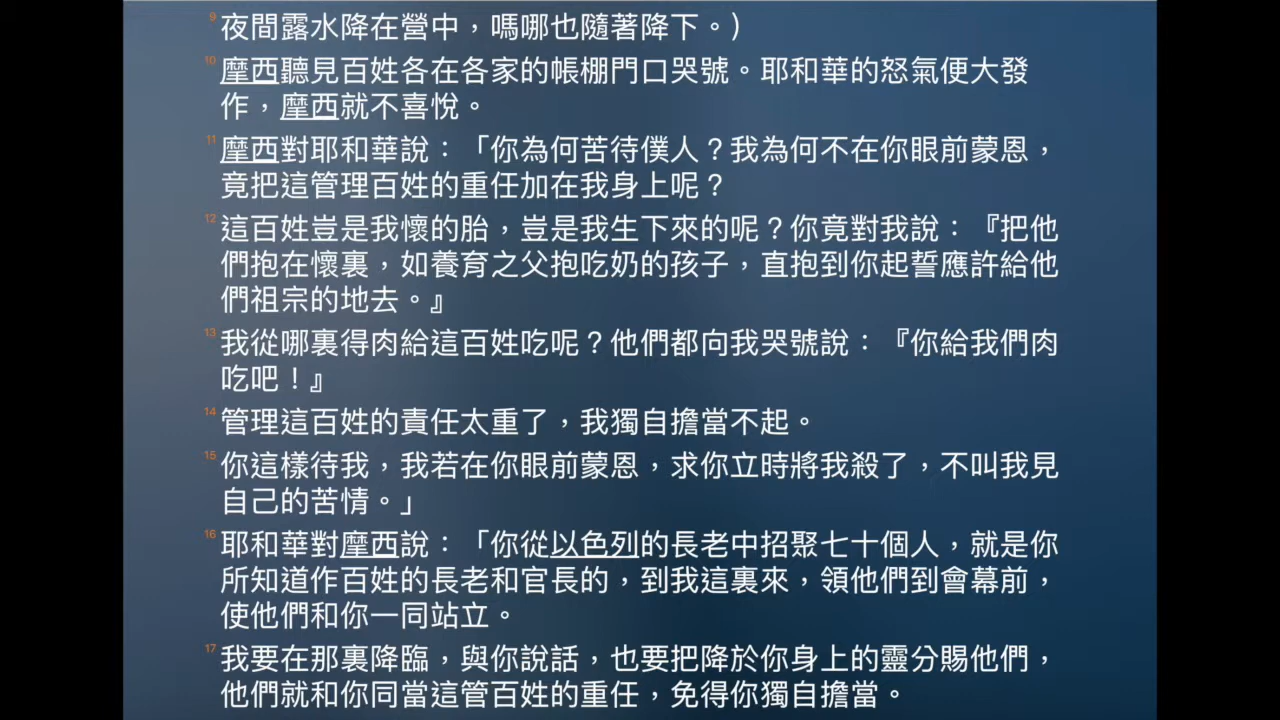 9 夜間露水降在營中，嗎哪也隨著降下。）
10 摩西聽見百姓各在各家的帳棚門口哭號。耶和華的怒氣便大發
作，摩西就不喜悅。
11 摩西對耶和華說：「你為何苦待僕人？我為何不在你眼前蒙恩，
竟把這管理百姓的重任加在我身上呢？
12 這百姓豈是我懷的胎，豈是我生下來的呢？你竟對我說：『把他
們抱在懷裏，如養育之父抱吃奶的孩子，直抱到你起誓應許給他
們祖宗的地去。』
13 我從哪裏得肉給這百姓吃呢？他們都向我哭號說：『你給我們肉
吃吧！』
14 管理這百姓的責任太重了，我獨自擔當不起。
15 你這樣待我，我若在你眼前蒙恩，求你立時將我殺了，不叫我見
自己的苦情。」
16 耶和華對摩西說：「你從以色列的長老中招聚七十個人，就是你
所知道作百姓的長老和官長的，到我這裏來，領他們到會幕前，
使他們和你一同站立。
17 我要在那裏降臨，與你說話，也要把降於你身上的靈分賜他們，
他們就和你同當這管百姓的重任，免得你獨自擔當。